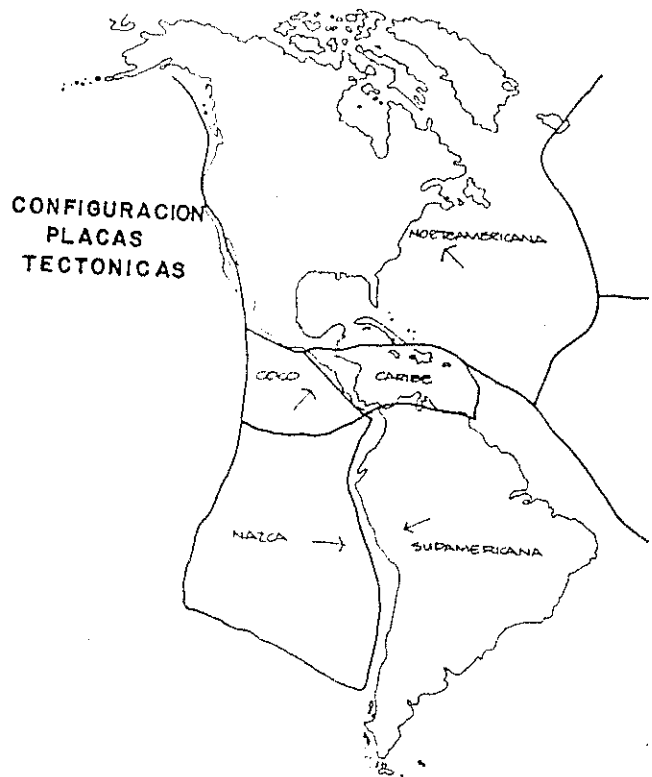 CONFIGURACION
PLACAS
TECTONICAS
NORTEAMERICANA
COCO
CARIBE
NAZCA
SUDAMERICANA